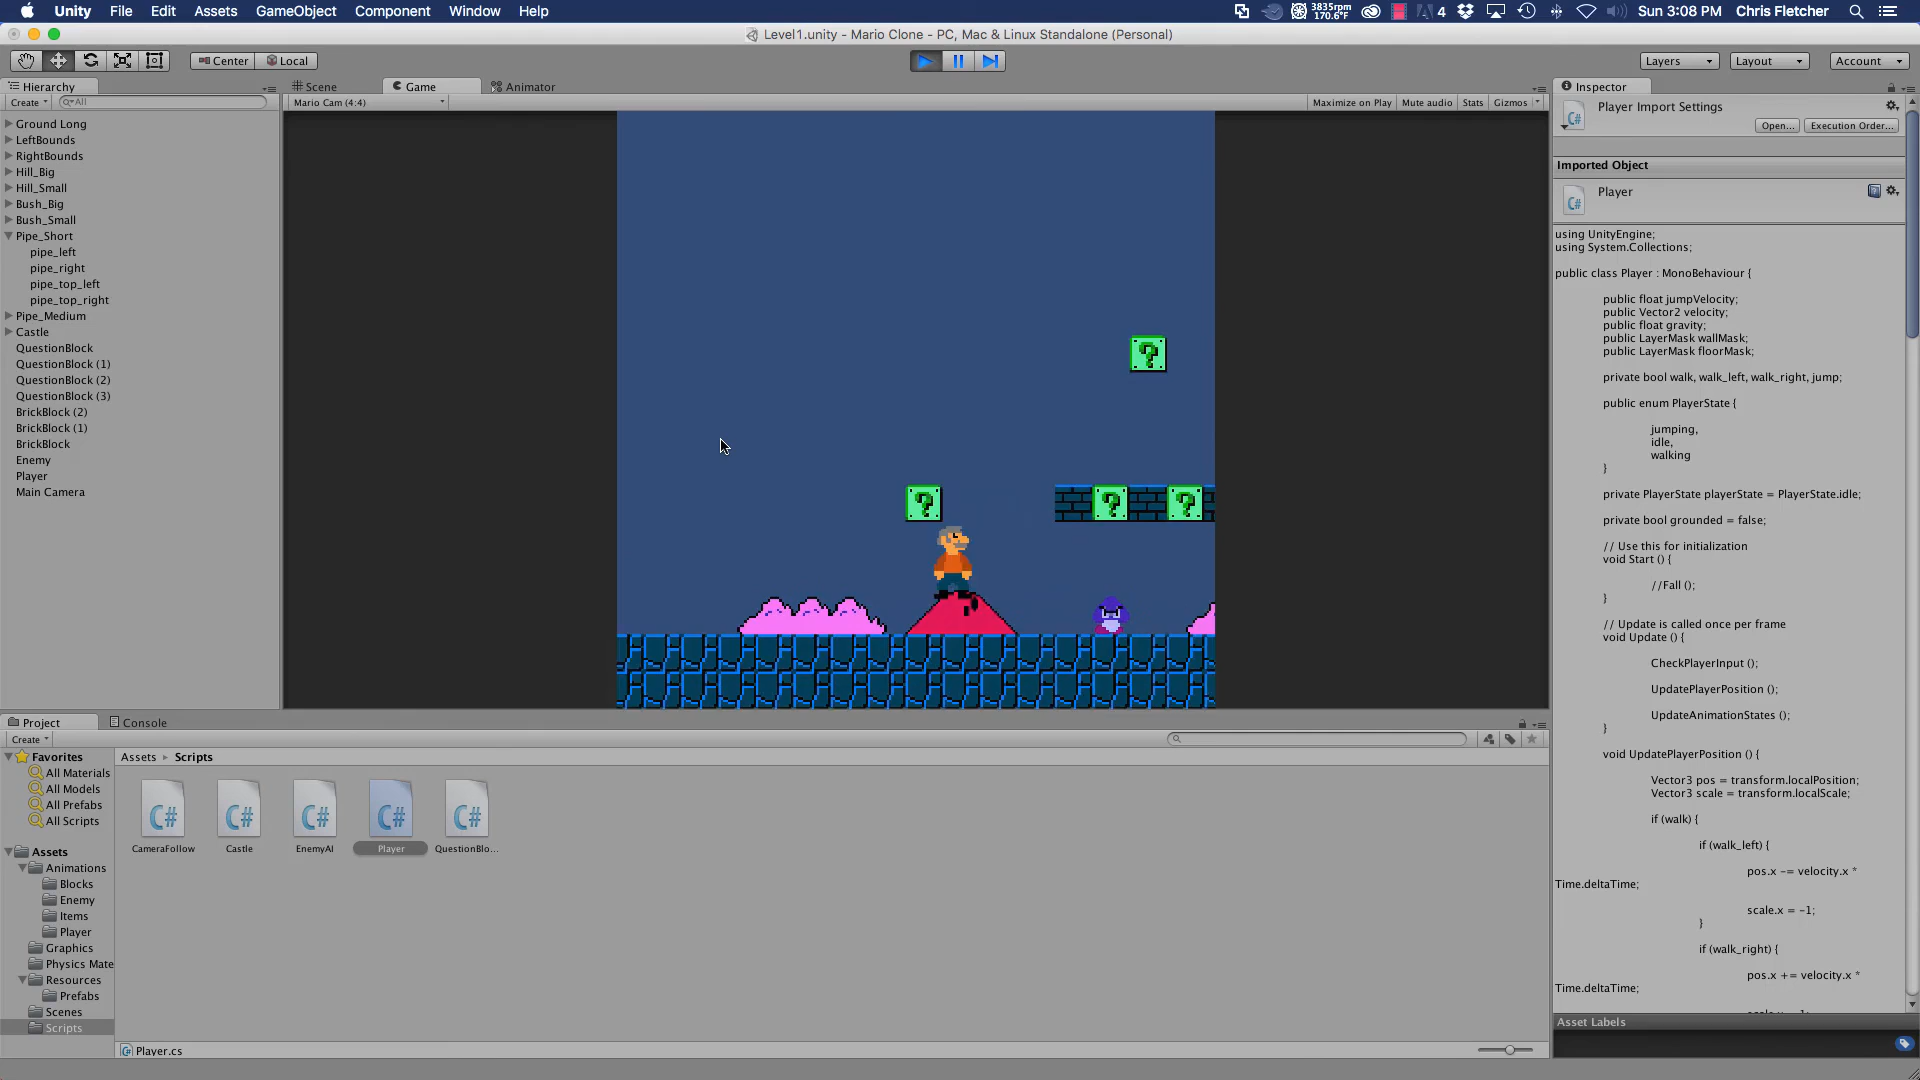 Unity File Edit Assets GameObject Component Window Help
3835rpm
170.6°F
4
Sun 3:08 PM Chris Fletcher
Level1.unity - Mario Clone - PC, Mac & Linux Standalone (Personal)
Center Local
Layers Layout Account
Hierarchy
Create All
Ground Long
LeftBounds
RightBounds
Hill_Big
Hill_Small
Bush_Big
Bush_Small
Pipe_Short
pipe_left
pipe_right
pipe_top_left
pipe_top_right
Pipe_Medium
Castle
QuestionBlock
QuestionBlock (1)
QuestionBlock (2)
QuestionBlock (3)
BrickBlock (2)
BrickBlock (1)
BrickBlock
Enemy
Player
Main Camera
Scene Game Animator
Mario Cam (4:4)
Maximize on Play Mute audio Stats Gizmos
?
? ? ?
Inspector
Player Import Settings
C#
Open... Execution Order...
Imported Object
Player
C#
using UnityEngine;
using System.Collections;
public class Player : MonoBehaviour {
public float jumpVelocity;
public Vector2 velocity;
public float gravity;
public LayerMask wallMask;
public LayerMask floorMask;
private bool walk, walk_left, walk_right, jump;
public enum PlayerState {
jumping,
idle,
walking
}
private PlayerState playerState = PlayerState.idle;
private bool grounded = false;
// Use this for initialization
void Start () {
//Fall ();
}
// Update is called once per frame
void Update () {
CheckPlayerInput ();
UpdatePlayerPosition ();
UpdateAnimationStates ();
}
void UpdatePlayerPosition () {
Vector3 pos = transform.localPosition;
Vector3 scale = transform.localScale;
if (walk) {
if (walk_left) {
pos.x -= velocity.x *
Time.deltaTime;
scale.x = -1;
}
if (walk_right) {
pos.x += velocity.x *
Time.deltaTime;
Asset Labels
Project Console
Create
Favorites
All Materials
All Models
All Prefabs
All Scripts
Assets
Animations
Blocks
Enemy
Items
Player
Graphics
Physics Mate
Resources
Prefabs
Scenes
Scripts
Assets Scripts
C# C# C# C# C#
CameraFollow Castle EnemyAI Player QuestionBlo...
Player.cs